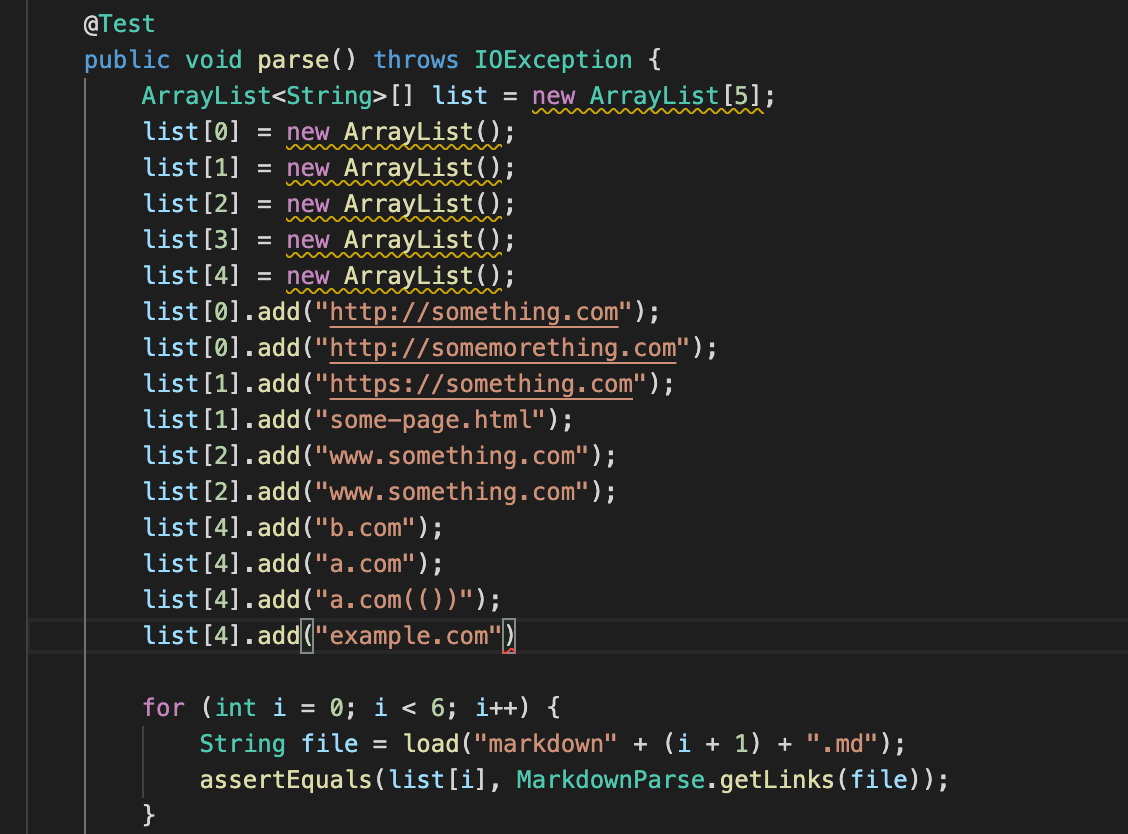 @Test
public void parse() throws IOException {
    ArrayList<String>[] list = new ArrayList[5];
    list[0] = new ArrayList();
    list[1] = new ArrayList();
    list[2] = new ArrayList();
    list[3] = new ArrayList();
    list[4] = new ArrayList();
    list[0].add("http://something.com");
    list[0].add("http://somemorething.com");
    list[1].add("https://something.com");
    list[1].add("some-page.html");
    list[2].add("www.something.com");
    list[2].add("www.something.com");
    list[4].add("b.com");
    list[4].add("a.com");
    list[4].add("a.com(())");
    list[4].add("example.com")

    for (int i = 0; i < 6; i++) {
        String file = load("markdown" + (i + 1) + ".md");
        assertEquals(list[i], MarkdownParse.getLinks(file));
    }